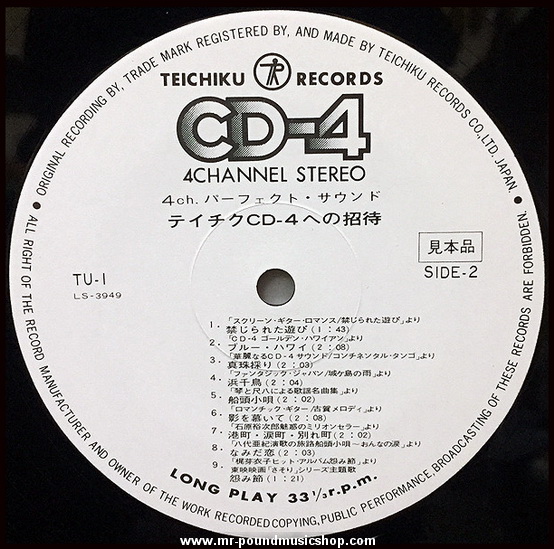 ORIGINAL RECORDING BY, TRADE MARK REGISTERED BY, AND MADE BY TEICHIKU RECORDS CO., LTD. JAPAN.
TEICHIKU RECORDS
CD-4
4CHANNEL STEREO
4ch. パーフェクト・サウンド
テイチクCD-4への招待
見本品
TU-1
SIDE-2
LS-3949
「スクリーン・ギター・ロマンス/禁じられた遊び」より
1. 禁じられた遊び (1:43)
「CD-4 ゴールデン・ハワイアン」より
2. ブルー・ハワイ (2:08)
「華麗なるCD-4サウンド/コンチネンタル・タンゴ」より
3. 真珠採り (2:03)
「ファンタジック・ジャパン/城ケ島の雨」より
4. 浜千鳥 (2:04)
「琴と尺八による歌謡名曲集」より
5. 船頭小唄 (2:02)
「ロマンチック・ギター/古賀メロディ」より
6. 影を慕いて (2:08)
「石原裕次郎魅惑のミリオンセラー」より
7. 港町・涙町・別れ町 (2:02)
「八代亜紀演歌の旅路船頭小唄―おんなの涙」より
8. なみだ恋 (2:03)
「梶芽衣子ヒット・アルバム怨み節」より
9. 東映映画「さそり」シリーズ主題歌
怨み節 (1:21)
LONG PLAY 33 1/3 r.p.m.
ALL RIGHT OF THE RECORD MANUFACTURER AND OWNER OF THE WORK RECORDED COPYING, PUBLIC PERFORMANCE, BROADCASTING OF THESE RECORDS ARE FORBIDDEN.
www.mr-poundmusicshop.com